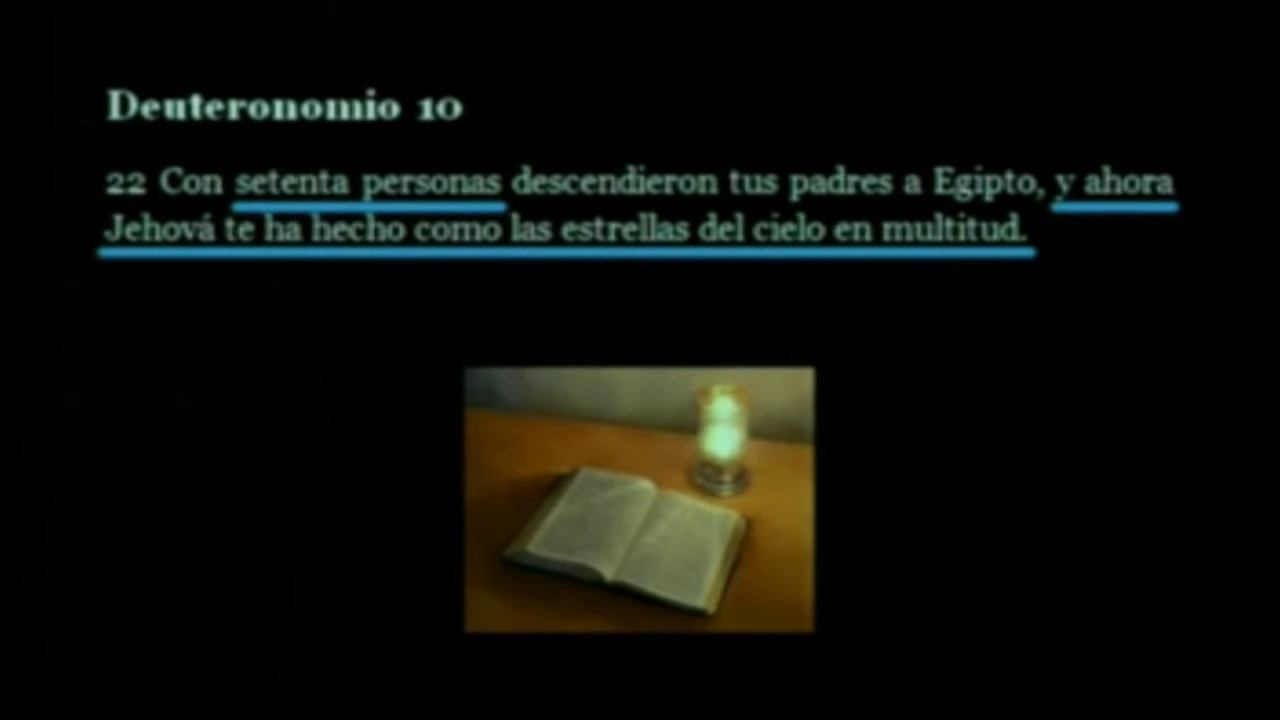 Deuteronomio 10
22 Con setenta personas descendieron tus padres a Egipto, y ahora
Jehová te ha hecho como las estrellas del cielo en multitud.